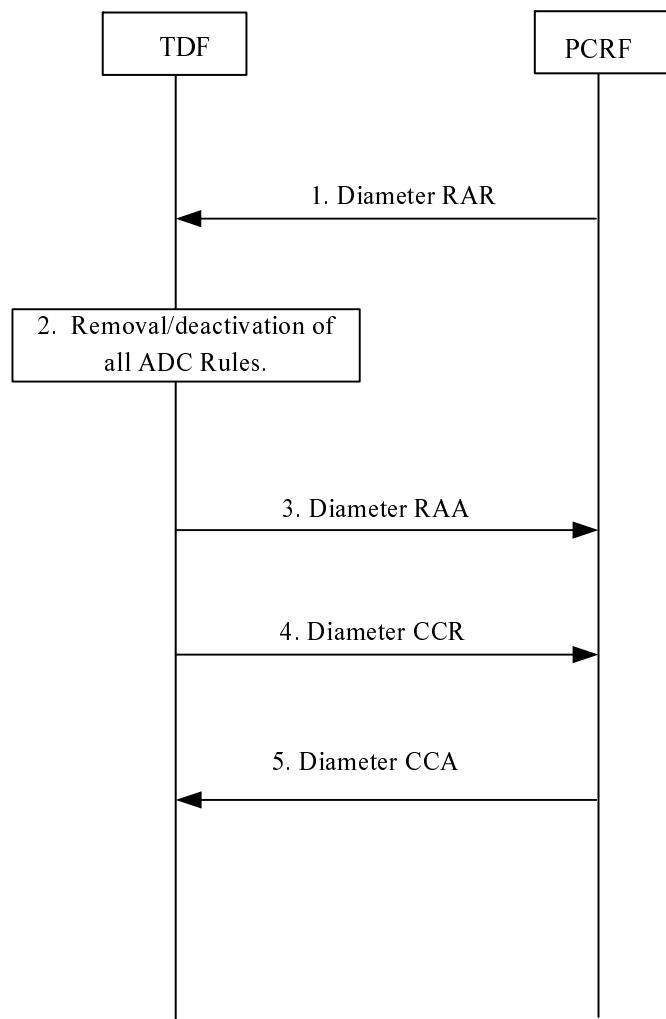 TDF
PCRF
1. Diameter RAR
2. Removal/deactivation of
all ADC Rules.
3. Diameter RAA
4. Diameter CCR
5. Diameter CCA